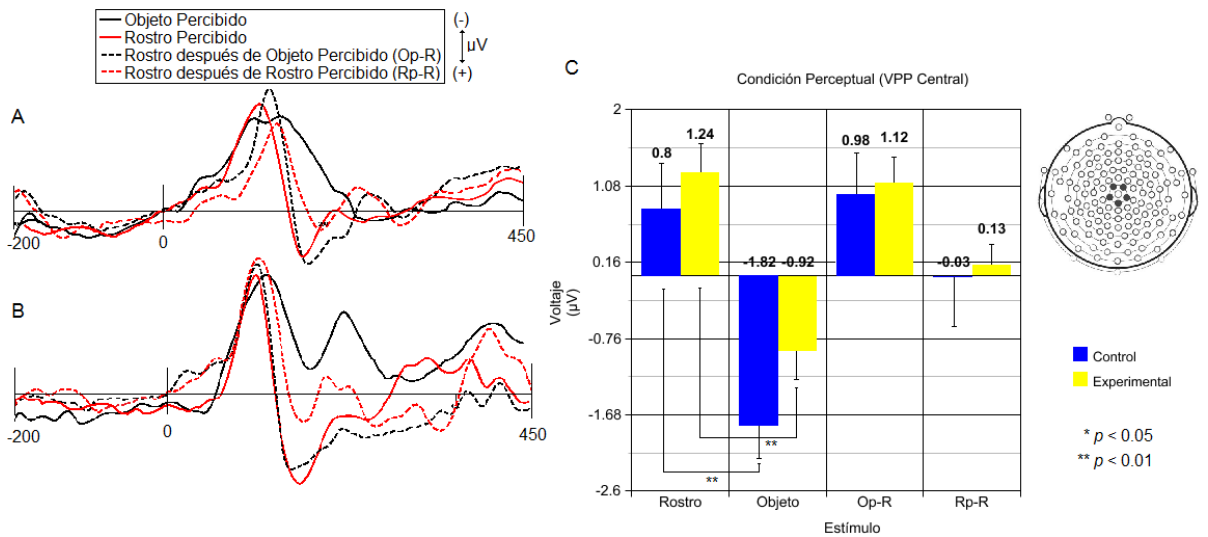 Objeto Percibido
Rostro Percibido
Rostro después de Objeto Percibido (Op-R)
Rostro después de Rostro Percibido (Rp-R)
(-)
µV
(+)
A
-200
0
450
B
-200
0
450
C
Condición Perceptual (VPP Central)
2
1.08
0.16
-0.76
-1.68
-2.6
Voltaje
(µV)
0.8
1.24
-1.82
-0.92
0.98
1.12
-0.03
0.13
**
**
Rostro
Objeto
Op-R
Rp-R
Estímulo
Control
Experimental
* p < 0.05
** p < 0.01